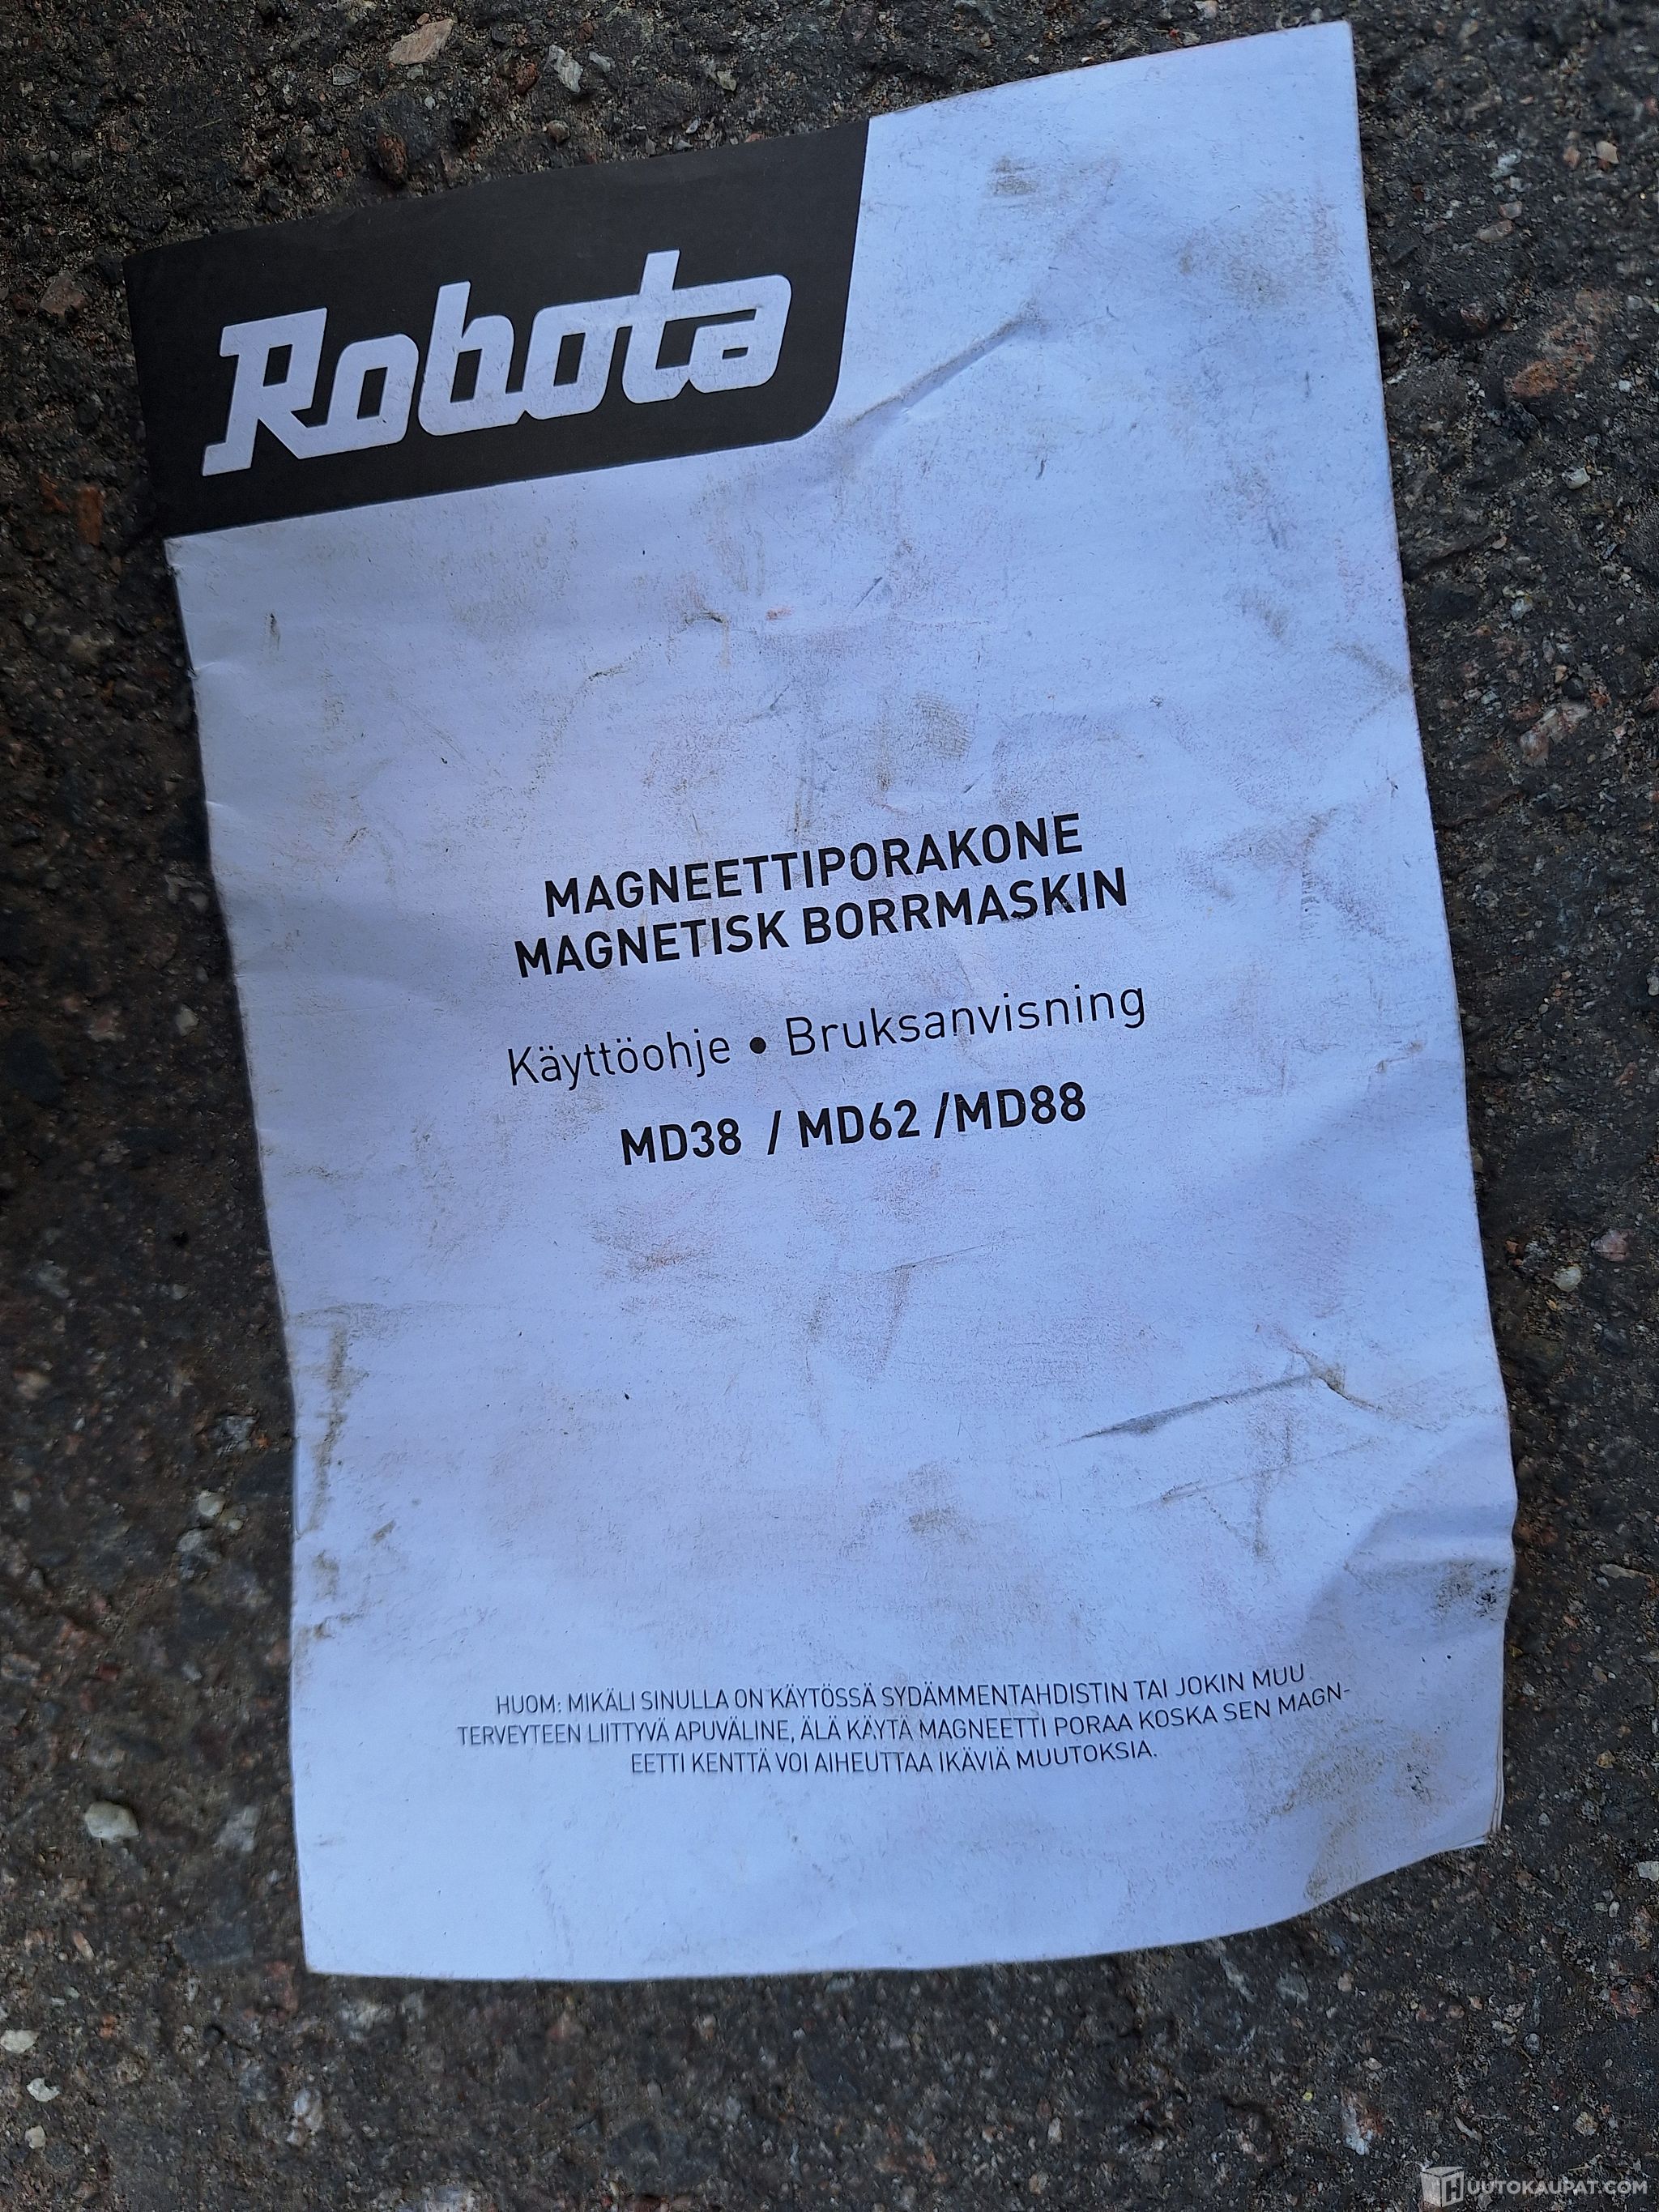 Robota
MAGNEETTIPORAKONE
MAGNETISK BORRMASKIN
Käyttöohje • Bruksanvisning
MD38 / MD62 /MD88
HUOM: MIKÄLI SINULLA ON KÄYTÖSSÄ SYDÄMMENTAHDISTIN TAI JOKIN MUU
TERVEYTEEN LIITTYVÄ APUVÄLINE, ÄLÄ KÄYTÄ MAGNEETTI PORAA KOSKA SEN MAGN-
EETTI KENTTÄ VOI AIHEUTTAA IKÄVIÄ MUUTOKSIA.
HUUTOKAUPAT.COM